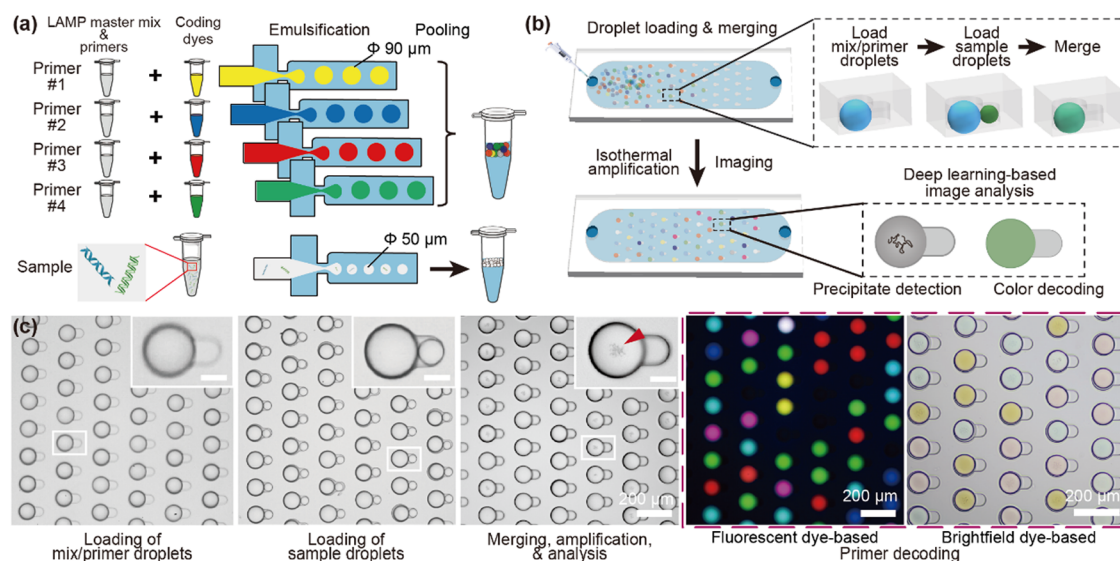 (a)
LAMP master mix
&
primers
Coding
dyes
Emulsification
Pooling
Φ 90 μm
Primer
#1
+
Primer
#2
+
Primer
#3
+
Primer
#4
+
Sample
Φ 50 μm
(b)
Droplet loading & merging
Load
mix/primer
droplets
Load
sample
droplets
Merge
Isothermal
amplification
Imaging
Deep learning-based
image analysis
Precipitate detection
Color decoding
(c)
200 μm
200 μm
200 μm
Loading of
mix/primer droplets
Loading of
sample droplets
Merging, amplification,
& analysis
Fluorescent dye-based
Brightfield dye-based
Primer decoding